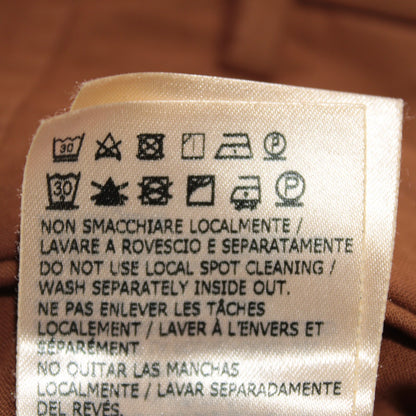 30 P
30 P
NON SMACCHIARE LOCALMENTE /
LAVARE A ROVESCIO E SEPARATAMENTE
DO NOT USE LOCAL SPOT CLEANING /
WASH SEPARATELY INSIDE OUT.
NE PAS ENLEVER LES TÂCHES
LOCALEMENT / LAVER À L'ENVERS ET
SÉPARÉMENT
NO QUITAR LAS MANCHAS
LOCALMENTE / LAVAR SEPARADAMENTE
DEL REVÉS.